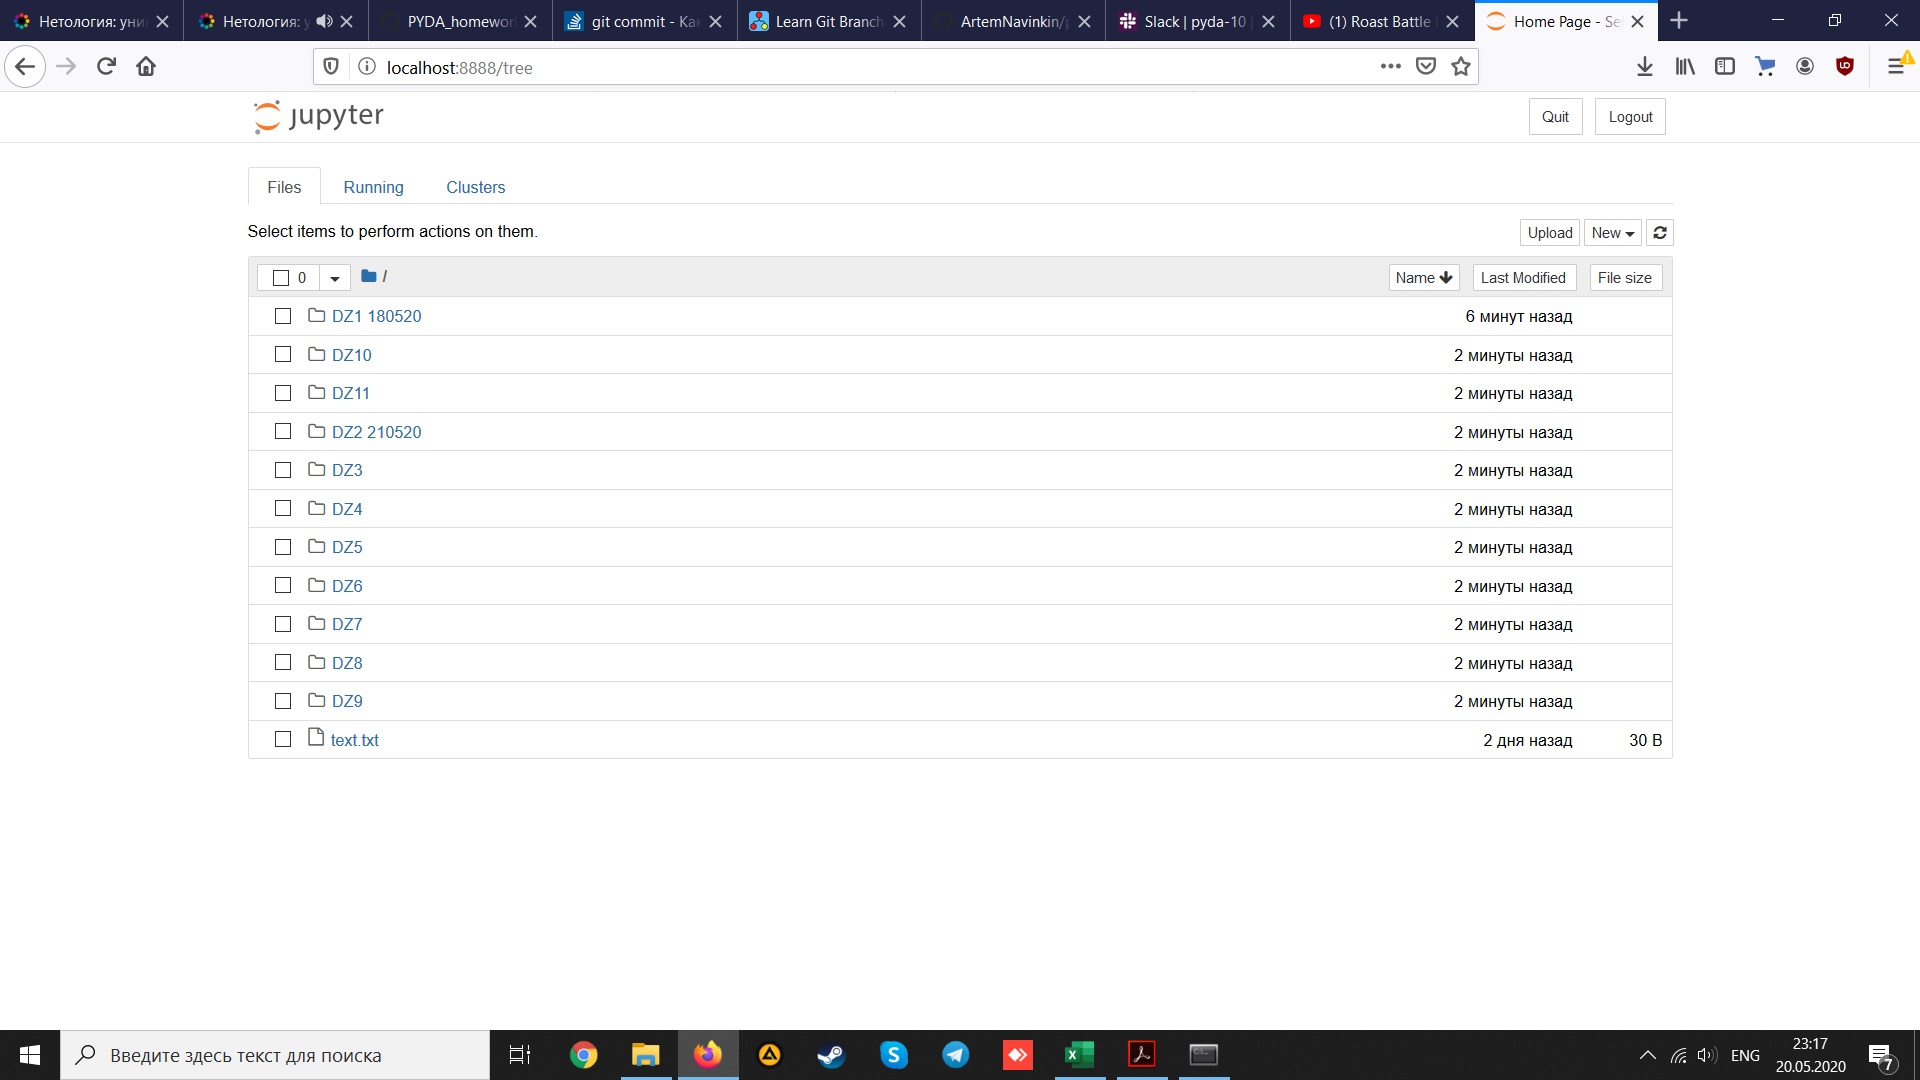 Нетология: уни
Нетология: у
PYDA_homewor
git commit - Ка
Learn Git Branch
ArtemNavinkin/
Slack | pyda-10
(1) Roast Battle
Home Page - Se
localhost:8888/tree
jupyter
Quit
Logout
Files
Running
Clusters
Select items to perform actions on them.
Upload
New
0
/
Name
Last Modified
File size
DZ1 180520 6 минут назад
DZ10 2 минуты назад
DZ11 2 минуты назад
DZ2 210520 2 минуты назад
DZ3 2 минуты назад
DZ4 2 минуты назад
DZ5 2 минуты назад
DZ6 2 минуты назад
DZ7 2 минуты назад
DZ8 2 минуты назад
DZ9 2 минуты назад
text.txt 2 дня назад 30 B
Введите здесь текст для поиска
ENG
23:17
20.05.2020
7